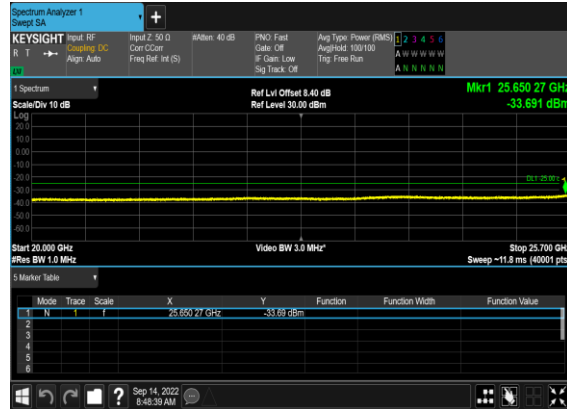 Spectrum Analyzer 1
Swept SA
+
KEYSIGHT Input: RF Input Z: 50 Ω #Atten: 40 dB PNO: Fast Avg Type: Power (RMS) 1 2 3 4 5 6
R T Coupling: DC Corr CCorr Gate: Off Avg|Hold: 100/100 A W W W W W
Align: Auto Freq Ref: Int (S) IF Gain: Low Trig: Free Run
Sig Track: Off A N N N N N
1 Spectrum Ref Lvl Offset 8.40 dB Mkr1 25.650 27 GHz
Scale/Div 10 dB Ref Level 30.00 dBm -33.691 dBm
Log
20.0
10.0
0.00
-10.0
-20.0
DL1 -25.00
-30.0
-40.0
-50.0
-60.0
Start 20.000 GHz Video BW 3.0 MHz* Stop 25.700 GHz
#Res BW 1.0 MHz Sweep ~11.8 ms (40001 pts)
5 Marker Table
Mode Trace Scale X Y Function Function Width Function Value
1 N 1 f 25.650 27 GHz -33.69 dBm
2
3
4
5
6
? Sep 14, 2022
8:48:39 AM